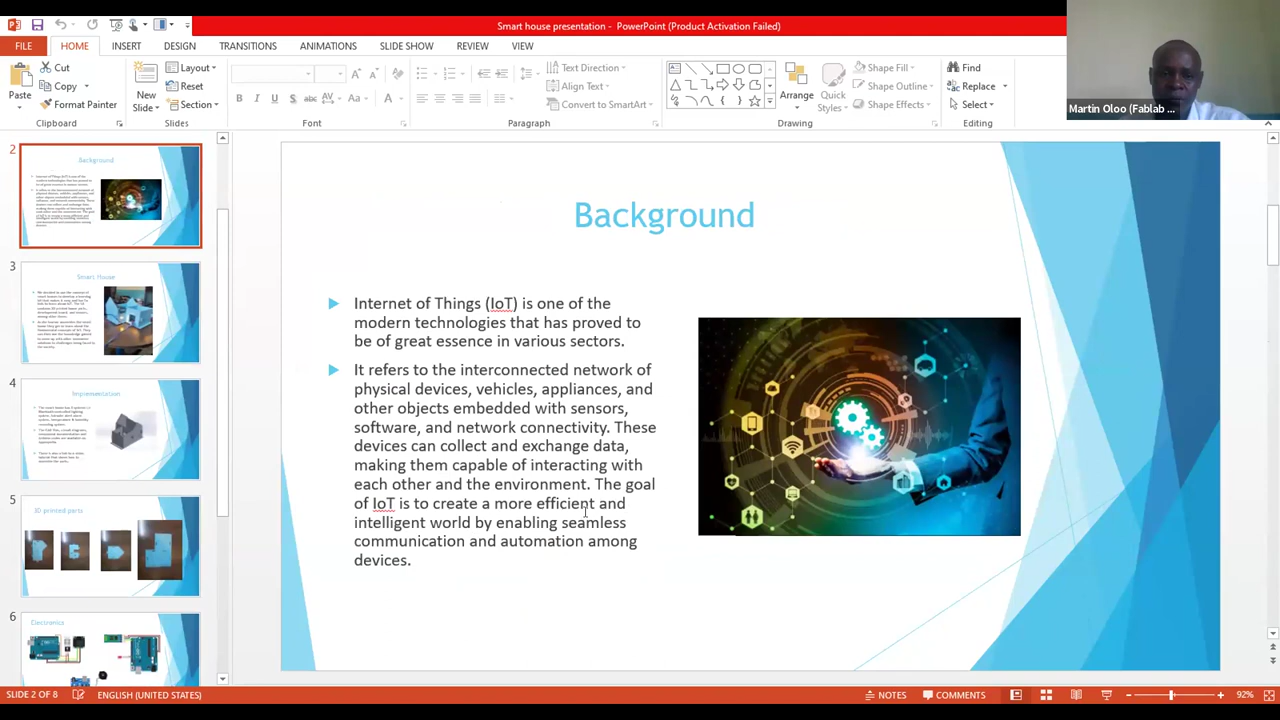 Smart house presentation - PowerPoint (Product Activation Failed)
FILE
HOME
INSERT
DESIGN
TRANSITIONS
ANIMATIONS
SLIDE SHOW
REVIEW
VIEW
Paste
Cut
Copy
Format Painter
Clipboard
New
Slide
Layout
Reset
Section
Slides
Font
Text Direction
Align Text
Convert to SmartArt
Paragraph
Arrange
Quick
Styles
Shape Fill
Shape Outline
Shape Effects
Drawing
Find
Replace
Select
Editing
Martin Oloo (Fablab ...
2
Background
3
Smart House
4
5
3D printed parts
6
Electronics
Background
Internet of Things (IoT) is one of the
modern technologies that has proved to
be of great essence in various sectors.
It refers to the interconnected network of
physical devices, vehicles, appliances, and
other objects embedded with sensors,
software, and network connectivity. These
devices can collect and exchange data,
making them capable of interacting with
each other and the environment. The goal
of IoT is to create a more efficient and
intelligent world by enabling seamless
communication and automation among
devices.
SLIDE 2 OF 8
ENGLISH (UNITED STATES)
NOTES
COMMENTS
92%